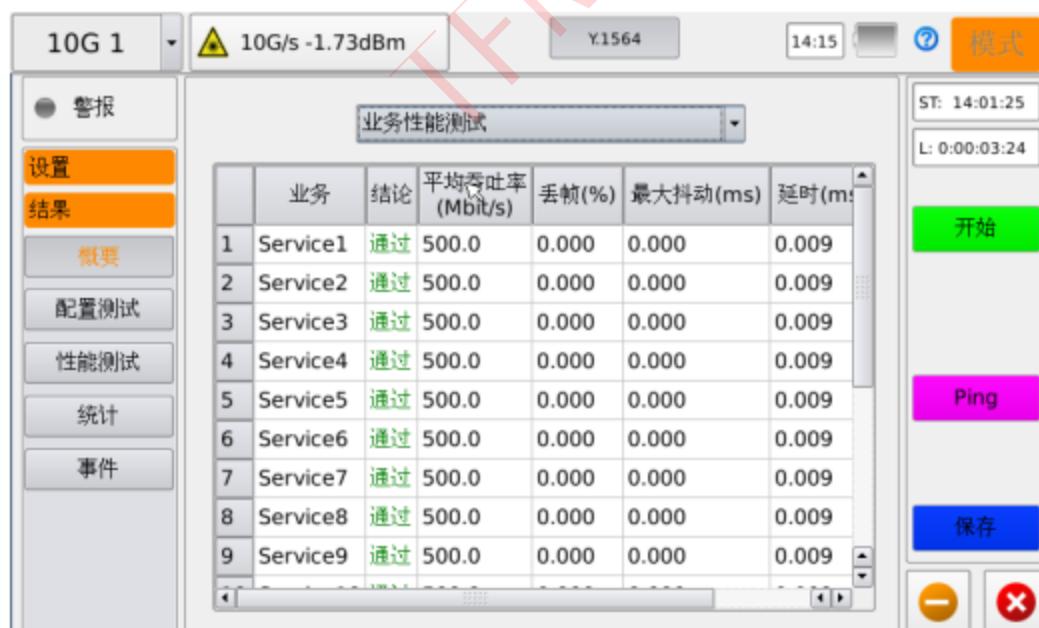 TFN
10G 1
10G/s -1.73dBm
Y.1564
14:15
模式
警报
设置
结果
概要
配置测试
性能测试
统计
事件
业务性能测试
业务 结论 平均吞吐率 (Mbit/s) 丢帧(%) 最大抖动(ms) 延时(ms
1 Service1 通过 500.0 0.000 0.000 0.009
2 Service2 通过 500.0 0.000 0.000 0.009
3 Service3 通过 500.0 0.000 0.000 0.009
4 Service4 通过 500.0 0.000 0.000 0.009
5 Service5 通过 500.0 0.000 0.000 0.009
6 Service6 通过 500.0 0.000 0.000 0.009
7 Service7 通过 500.0 0.000 0.000 0.009
8 Service8 通过 500.0 0.000 0.000 0.009
9 Service9 通过 500.0 0.000 0.000 0.009
ST: 14:01:25
L: 0:00:03:24
开始
Ping
保存